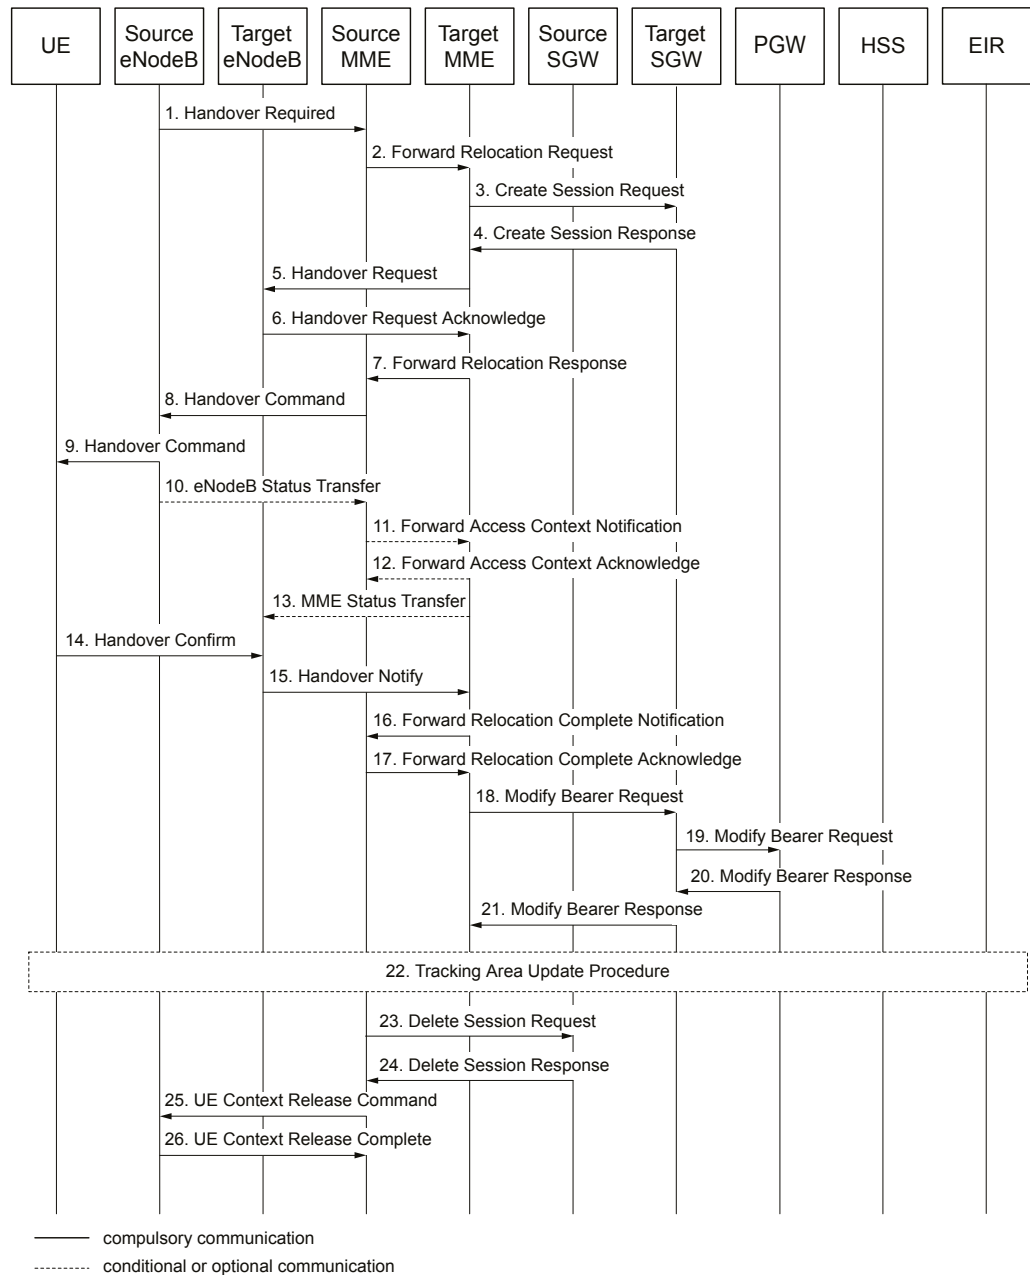 UE
Source
eNodeB
Target
eNodeB
Source
MME
Target
MME
Source
SGW
Target
SGW
PGW
HSS
EIR
1. Handover Required
2. Forward Relocation Request
3. Create Session Request
4. Create Session Response
5. Handover Request
6. Handover Request Acknowledge
7. Forward Relocation Response
8. Handover Command
9. Handover Command
10. eNodeB Status Transfer
11. Forward Access Context Notification
12. Forward Access Context Acknowledge
13. MME Status Transfer
14. Handover Confirm
15. Handover Notify
16. Forward Relocation Complete Notification
17. Forward Relocation Complete Acknowledge
18. Modify Bearer Request
19. Modify Bearer Request
20. Modify Bearer Response
21. Modify Bearer Response
22. Tracking Area Update Procedure
23. Delete Session Request
24. Delete Session Response
25. UE Context Release Command
26. UE Context Release Complete
compulsory communication
conditional or optional communication